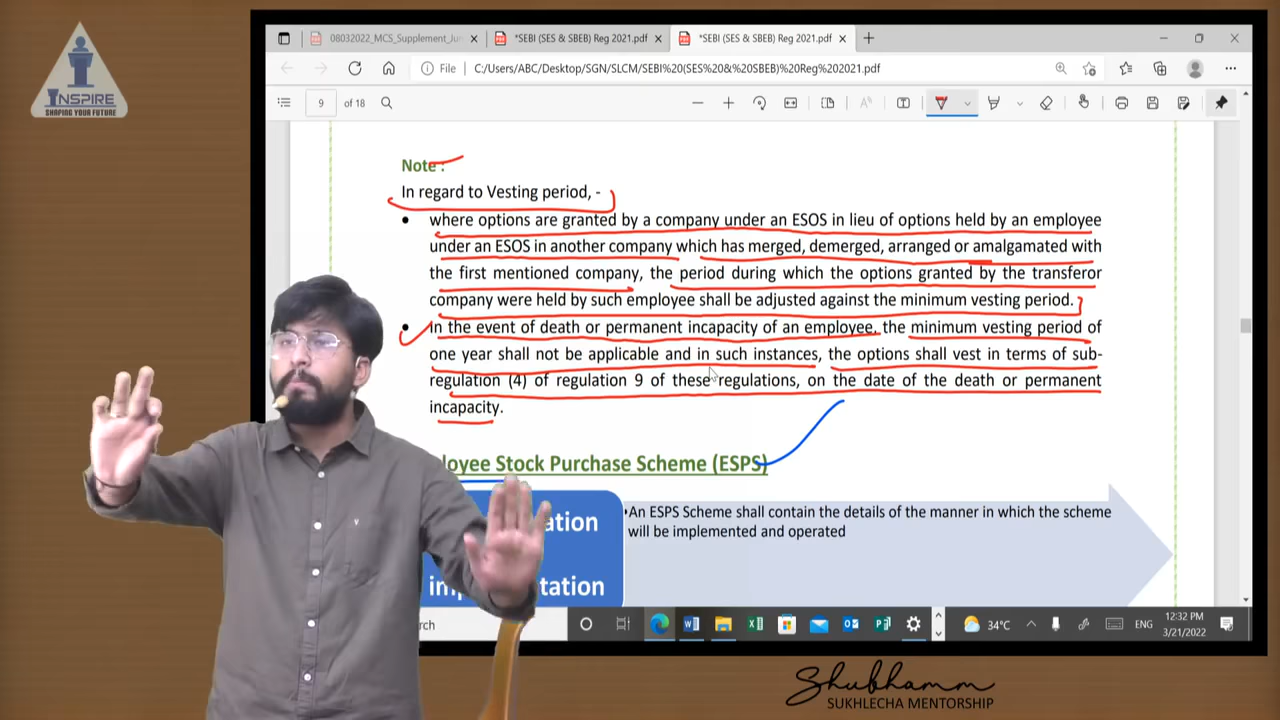 INSPIRE
SHAPING YOUR FUTURE
08032022_MCS_Supplement_Jun
*SEBI (SES & SBEB) Reg 2021.pdf
*SEBI (SES & SBEB) Reg 2021.pdf
File
C:/Users/ABC/Desktop/SGN/SLCM/SEBI%20(SES%20&%20SBEB)%20Reg%202021.pdf
9 of 18
Note :
In regard to Vesting period, -
• where options are granted by a company under an ESOS in lieu of options held by an employee
under an ESOS in another company which has merged, demerged, arranged or amalgamated with
the first mentioned company, the period during which the options granted by the transferor
company were held by such employee shall be adjusted against the minimum vesting period.
• In the event of death or permanent incapacity of an employee, the minimum vesting period of
one year shall not be applicable and in such instances, the options shall vest in terms of sub-
regulation (4) of regulation 9 of these regulations, on the date of the death or permanent
incapacity.
loyee Stock Purchase Scheme (ESPS)
ation
im
tation
•An ESPS Scheme shall contain the details of the manner in which the scheme
will be implemented and operated
rch
34°C
ENG
12:32 PM
3/21/2022
Shubhamm
SUKHLECHA MENTORSHIP